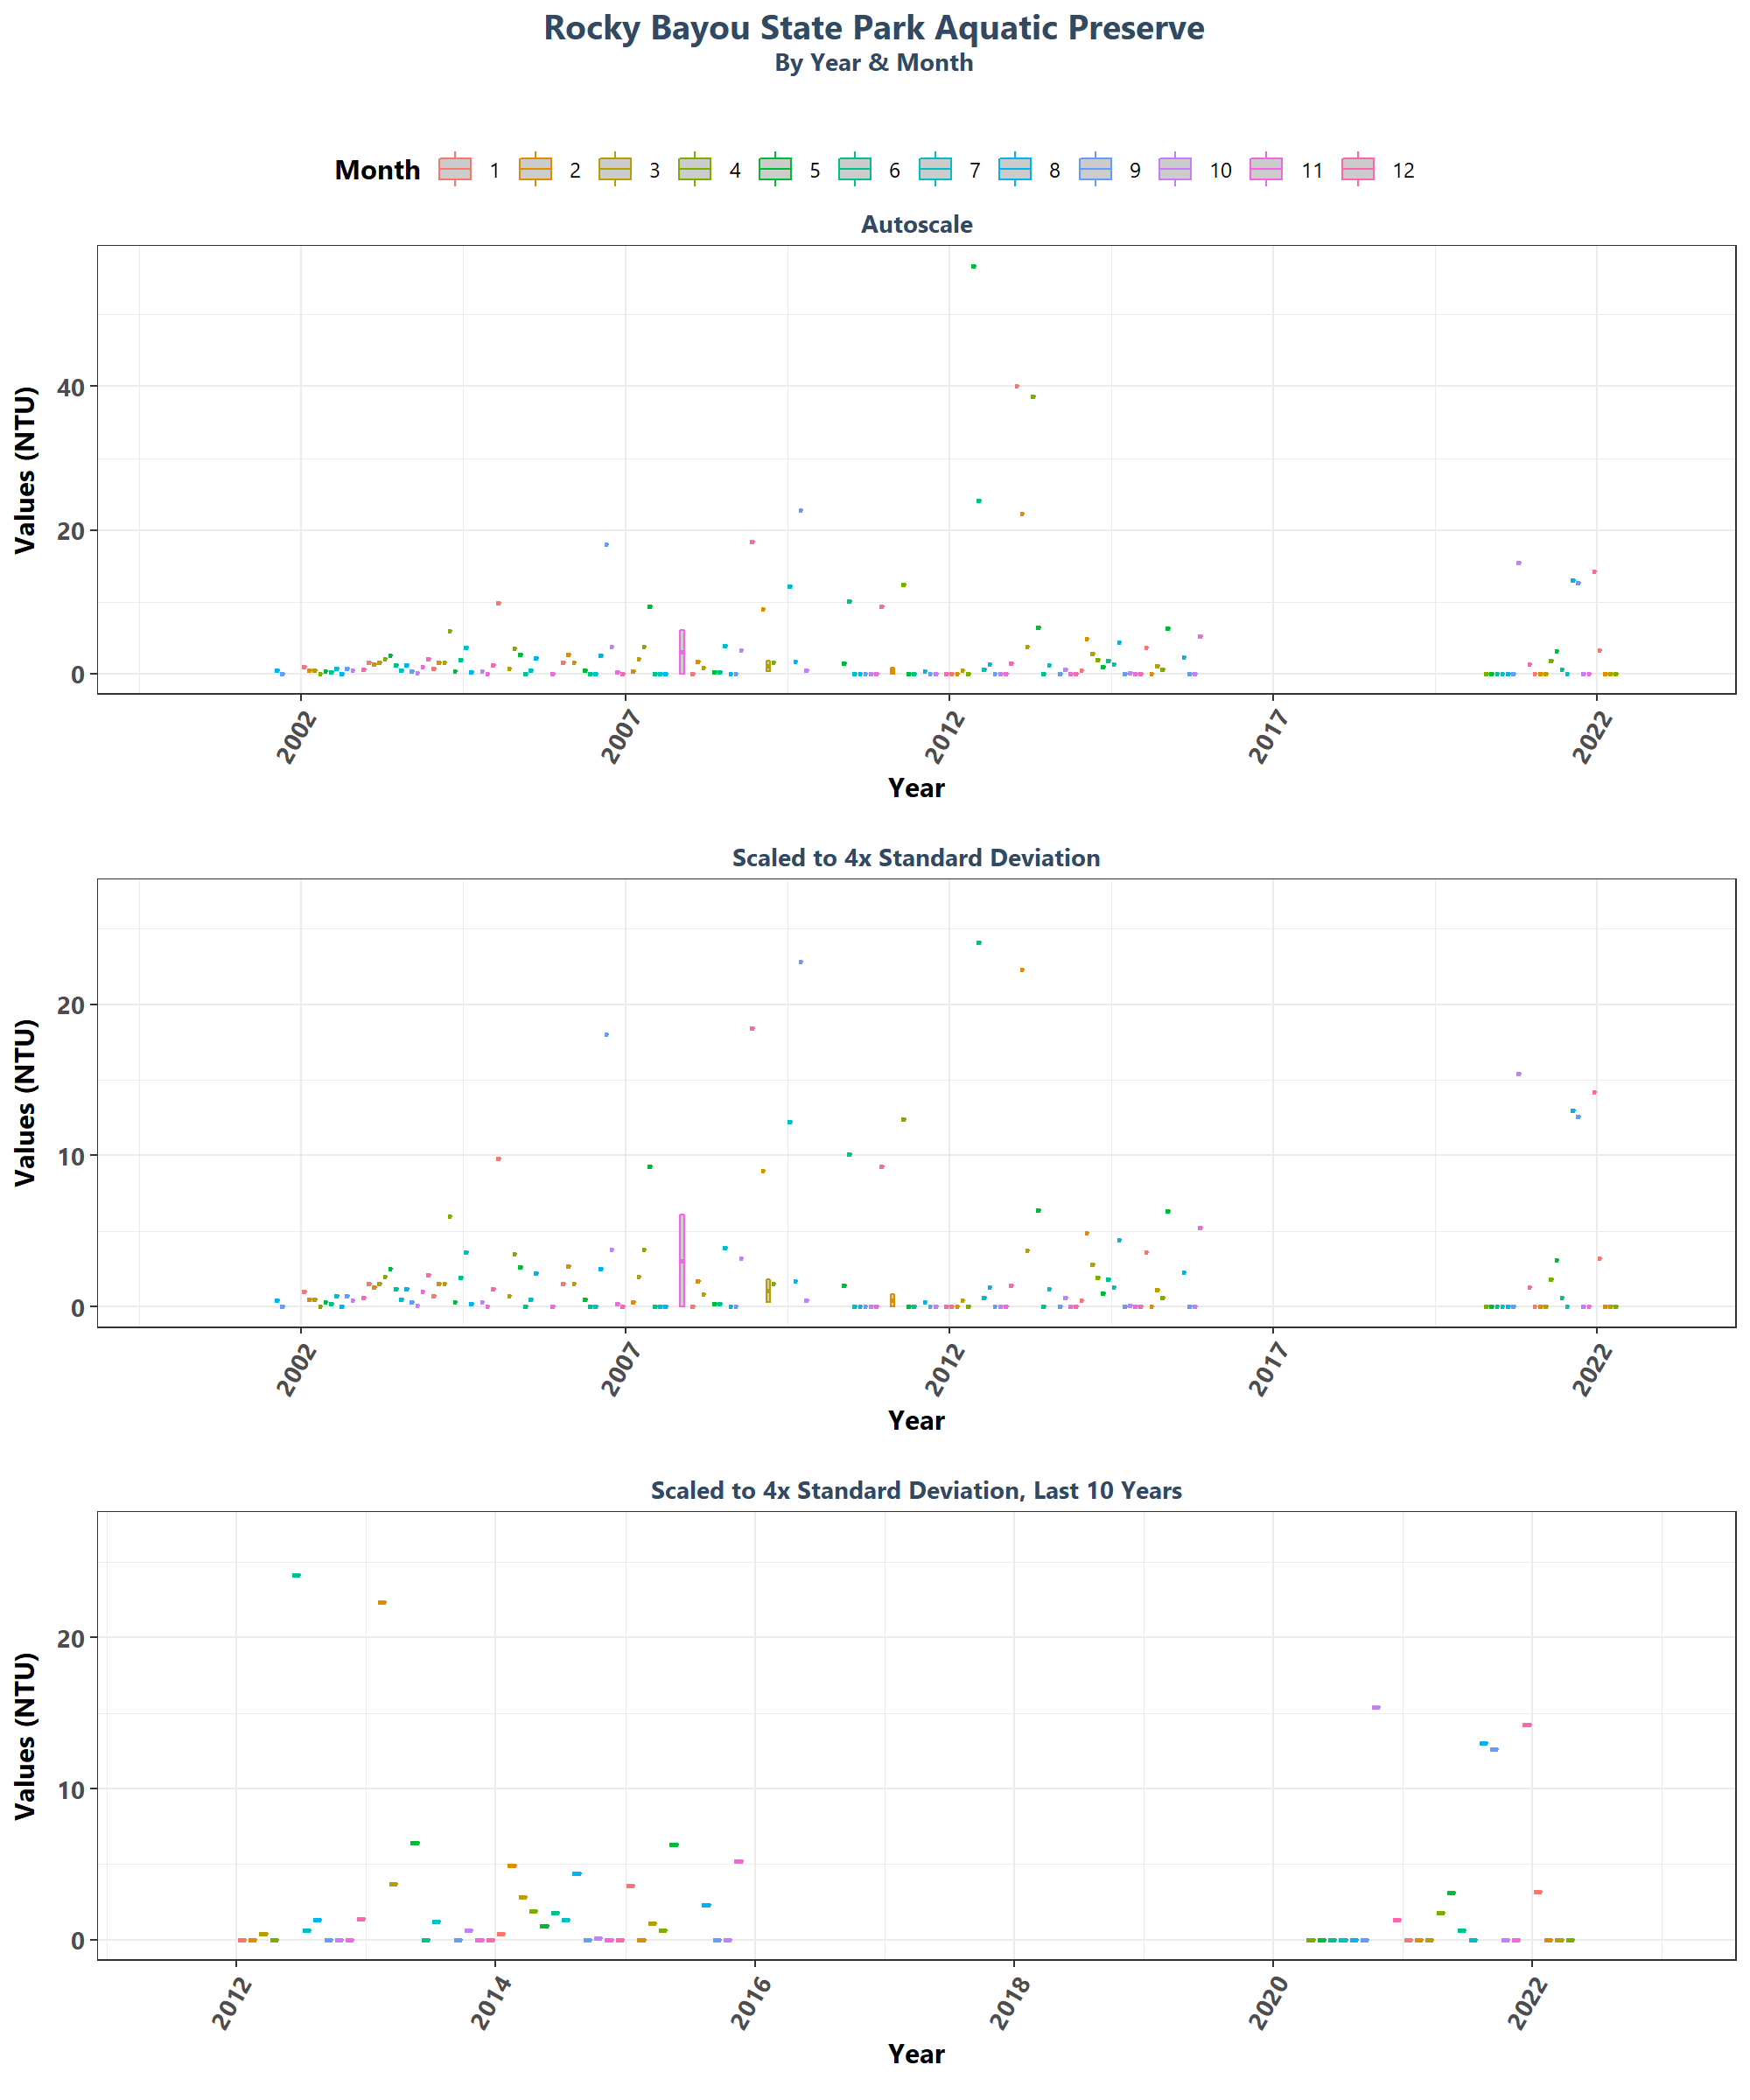 Rocky Bayou State Park Aquatic Preserve
By Year & Month
Month 1 2 3 4 5 6 7 8 9 10 11 12
Autoscale
Values (NTU)
40
20
0
2002 2007 2012 2017 2022
Year
Scaled to 4x Standard Deviation
Values (NTU)
20
10
0
2002 2007 2012 2017 2022
Year
Scaled to 4x Standard Deviation, Last 10 Years
Values (NTU)
20
10
0
2012 2014 2016 2018 2020 2022
Year